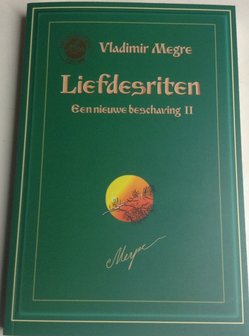 Vladimir Megre
Liefdesriten
Een nieuwe beschaving II